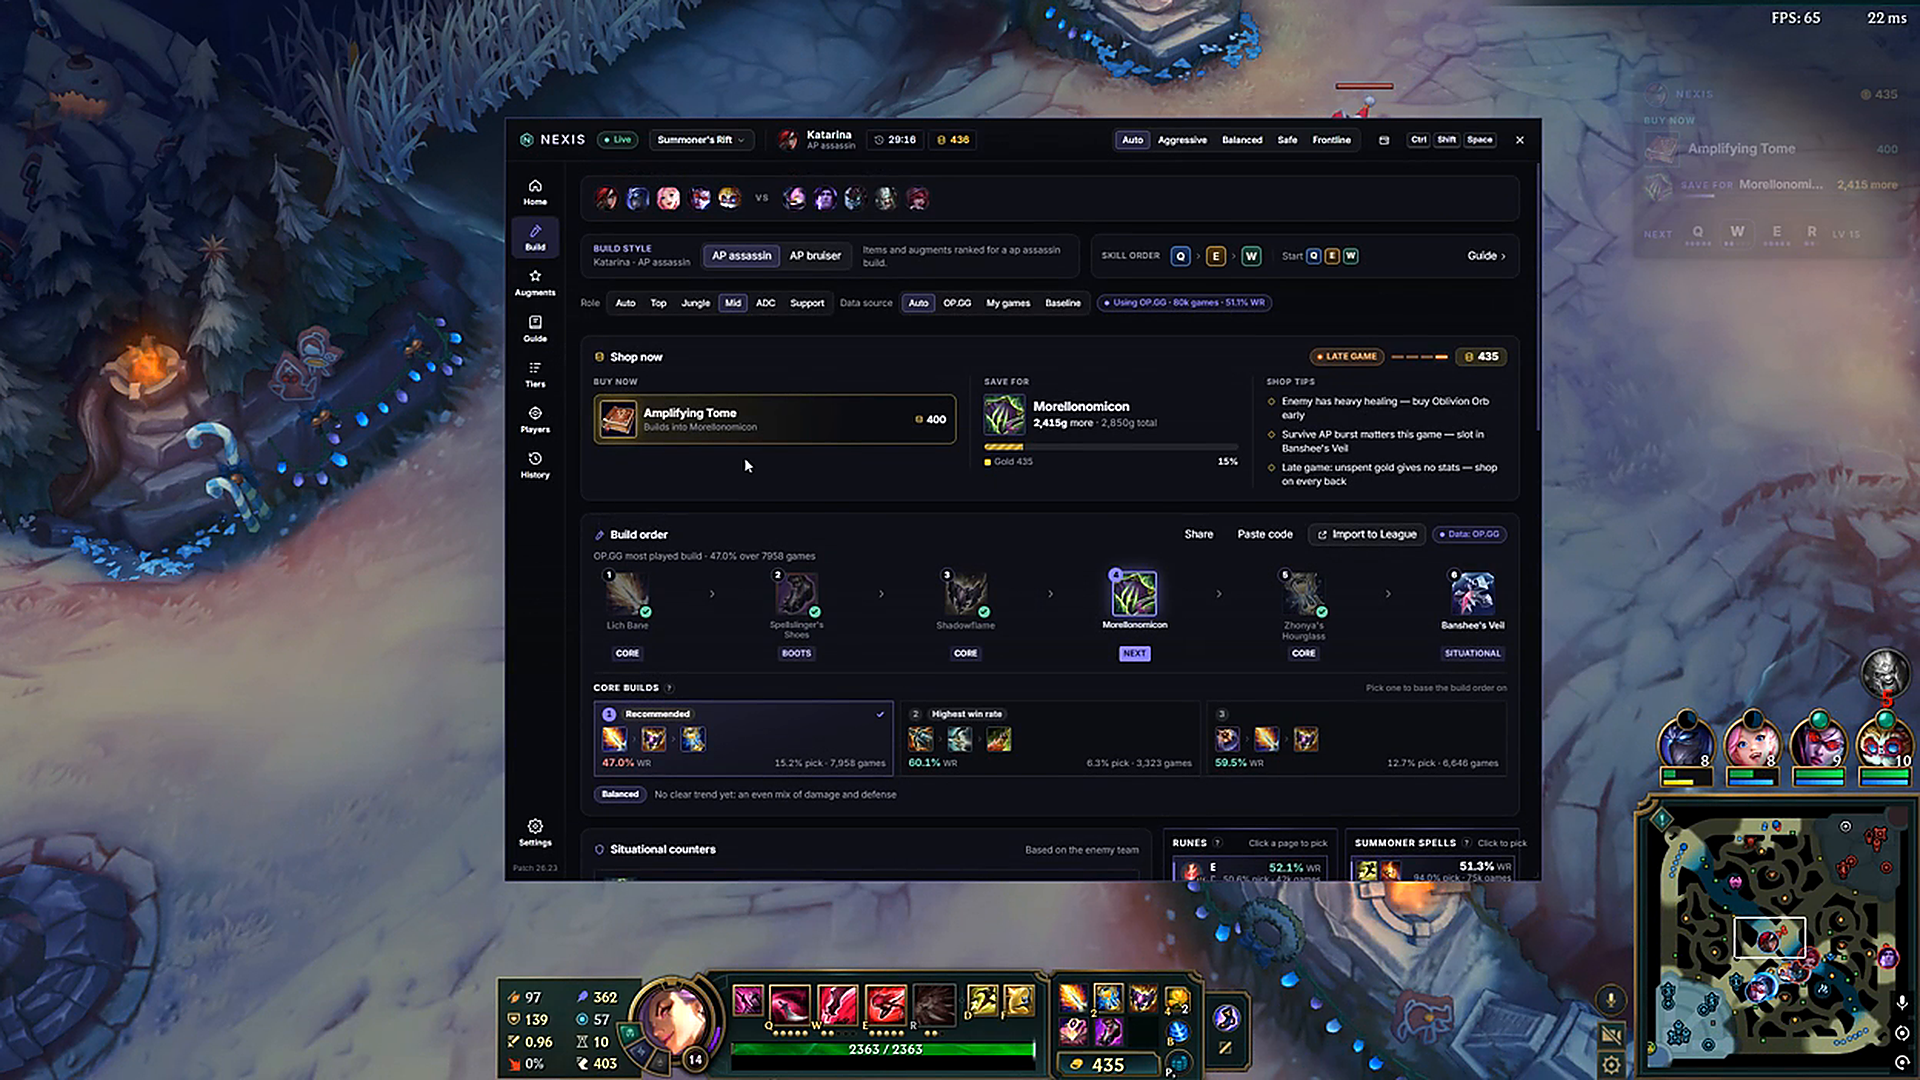 FPS: 65 22 ms
NEXIS 435
BUY NOW
Amplifying Tome 400
SAVE FOR Morellonomi... 2,415 more
NEXT Q W E R LV 15
NEXIS Live Summoner's Rift Katarina AP assassin 29:16 436 Auto Aggressive Balanced Safe Frontline Ctrl Shift Space
Home
Build
Augments
Guide
Tiers
Players
History
Settings
Patch 26.23
VS
BUILD STYLE
Katarina - AP assassin
AP assassin AP bruiser
Items and augments ranked for a ap assassin
build.
SKILL ORDER Q > E > W Start Q E W Guide
Role Auto Top Jungle Mid ADC Support Data source Auto OP.GG My games Baseline Using OP.GG · 80k games · 51.1% WR
Shop now LATE GAME 435
BUY NOW
Amplifying Tome
Builds into Morellonomicon
400
SAVE FOR
Morellonomicon
2,415g more · 2,850g total
Gold 435 15%
SHOP TIPS
Enemy has heavy healing — buy Oblivion Orb
early
Survive AP burst matters this game — slot in
Banshee's Veil
Late game: unspent gold gives no stats — shop
on every back
Build order Share Paste code Import to League Data: OP.GG
OP.GG most played build · 47.0% over 7958 games
1 2 3 4 5 6
Lich Bane
Spellslinger's
Shoes
Shadowflame
Morellonomicon
Zhonya's
Hourglass
Banshee's Veil
CORE BOOTS CORE NEXT CORE SITUATIONAL
CORE BUILDS ? Pick one to base the build order on
1 Recommended
47.0% WR 15.2% pick · 7,958 games
2 Highest win rate
60.1% WR 6.3% pick · 3,323 games
3
59.5% WR 12.7% pick · 6,646 games
Balanced No clear trend yet: an even mix of damage and defense
Situational counters Based on the enemy team
RUNES ? Click a page to pick
E 52.1% WR
50.6% pick · 42k games
SUMMONER SPELLS ? Click to pick
51.3% WR
94.0% pick · 75k games
5
8 8 9 10
97 362
139 57
0.96 10
0% 403
14
Q W E R D F
2363 / 2363
2 4 2
B
435
P